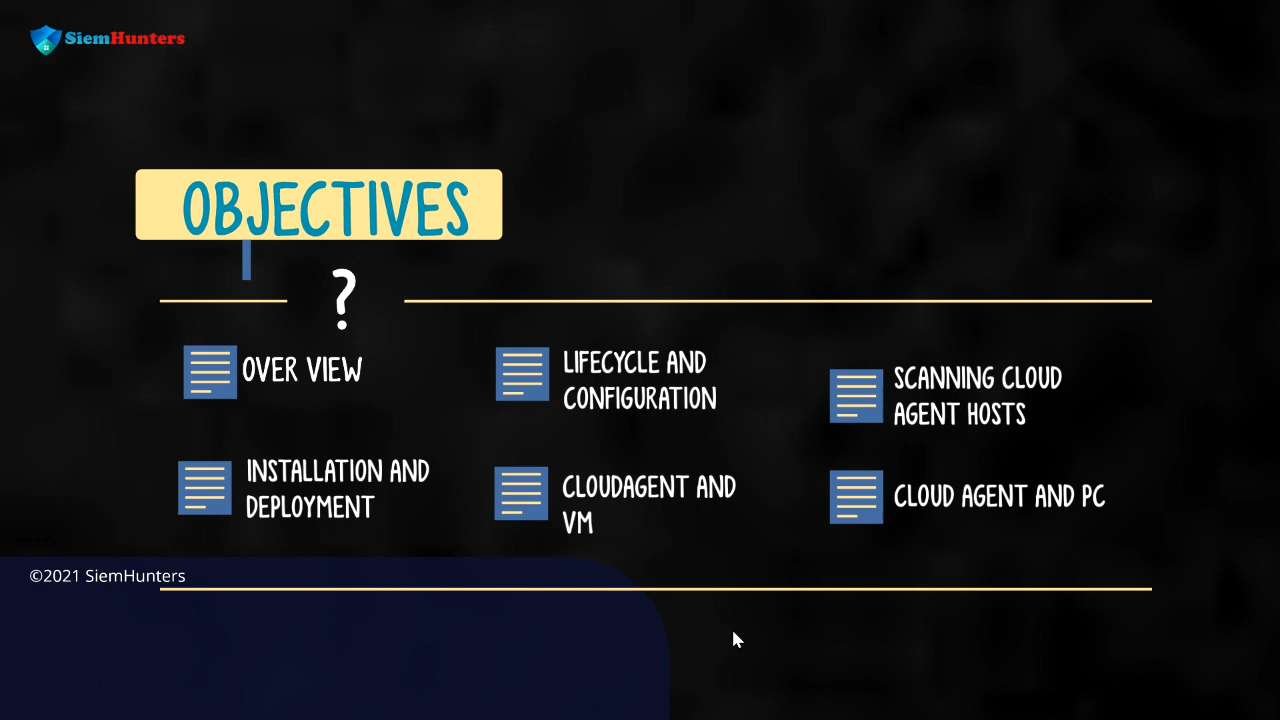 SiemHunters
OBJECTIVES
?
OVER VIEW
INSTALLATION AND
DEPLOYMENT
LIFECYCLE AND
CONFIGURATION
CLOUDAGENT AND
VM
SCANNING CLOUD
AGENT HOSTS
CLOUD AGENT AND PC
©2021 SiemHunters